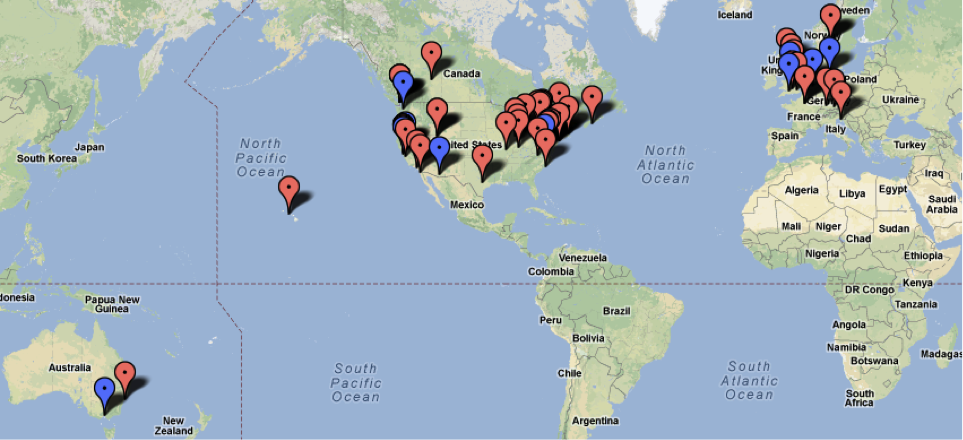 Iceland
weden
Norw
Canada
Un
King
Poland
Ger
Ukraine
France
Japan
South Korea
North
Pacific
Ocean
ited States
North
Atlantic
Ocean
Spain
Italy
Turkey
Iraq
Algeria
Libya
Egypt
Saudi
Arabia
Mexico
Mali
Niger
Sudan
Chad
Nigeria
Ethiopia
Venezuela
Colombia
donesia
Papua New
Guinea
DR Congo
Kenya
Tanzania
Peru
Brazil
Angola
Bolivia
Namibia
Botswana
Madagas
Australia
South
Pacific
Ocean
Chile
South
Atlantic
Ocean
South
Africa
New
Zealand
Argentina